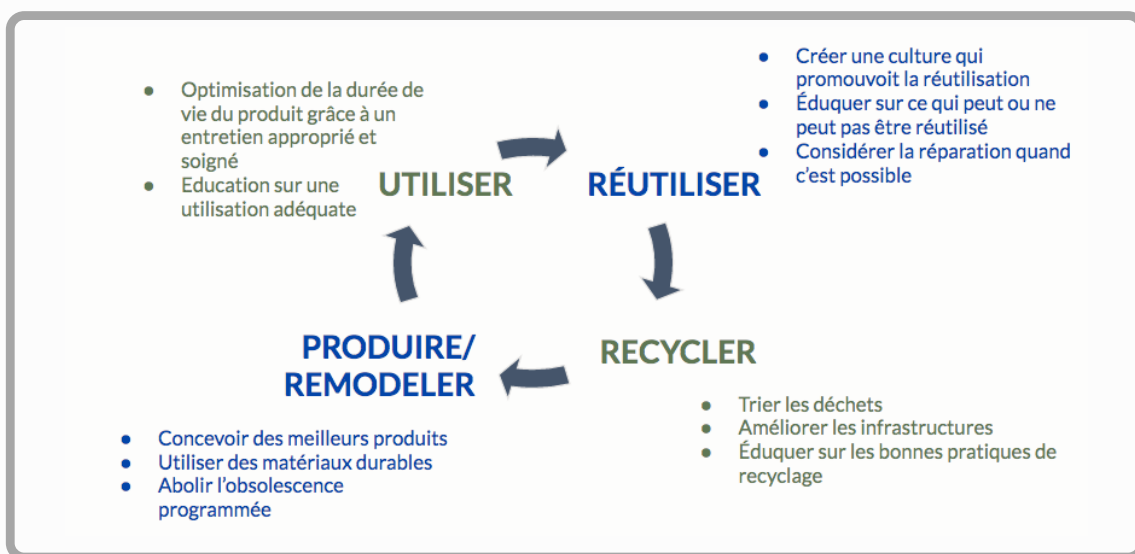 ● Optimisation de la durée de
vie du produit grâce à un
entretien approprié et
soigné
● Education sur une
utilisation adéquate
UTILISER
● Créer une culture qui
promouvoit la réutilisation
● Éduquer sur ce qui peut ou ne
peut pas être réutilisé
● Considérer la réparation quand
c'est possible
RÉUTILISER
RECYCLER
● Trier les déchets
● Améliorer les infrastructures
● Éduquer sur les bonnes pratiques de
recyclage
PRODUIRE/
REMODELER
● Concevoir des meilleurs produits
● Utiliser des matériaux durables
● Abolir l'obsolescence
programmée